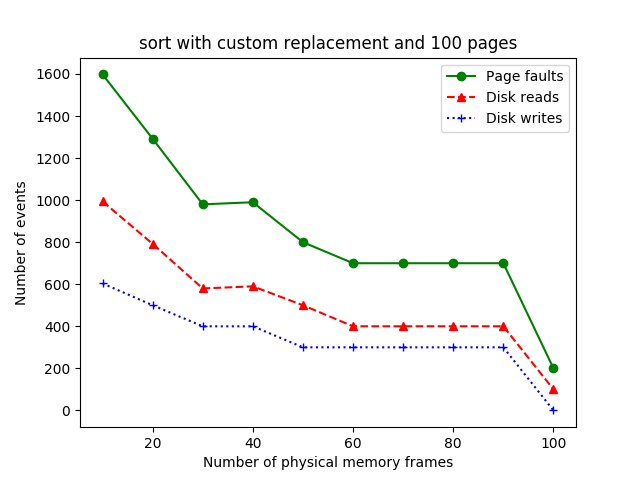 sort with custom replacement and 100 pages
Page faults
Disk reads
Disk writes
1600
1400
1200
1000
800
600
400
200
0
Number of events
20 40 60 80 100
Number of physical memory frames